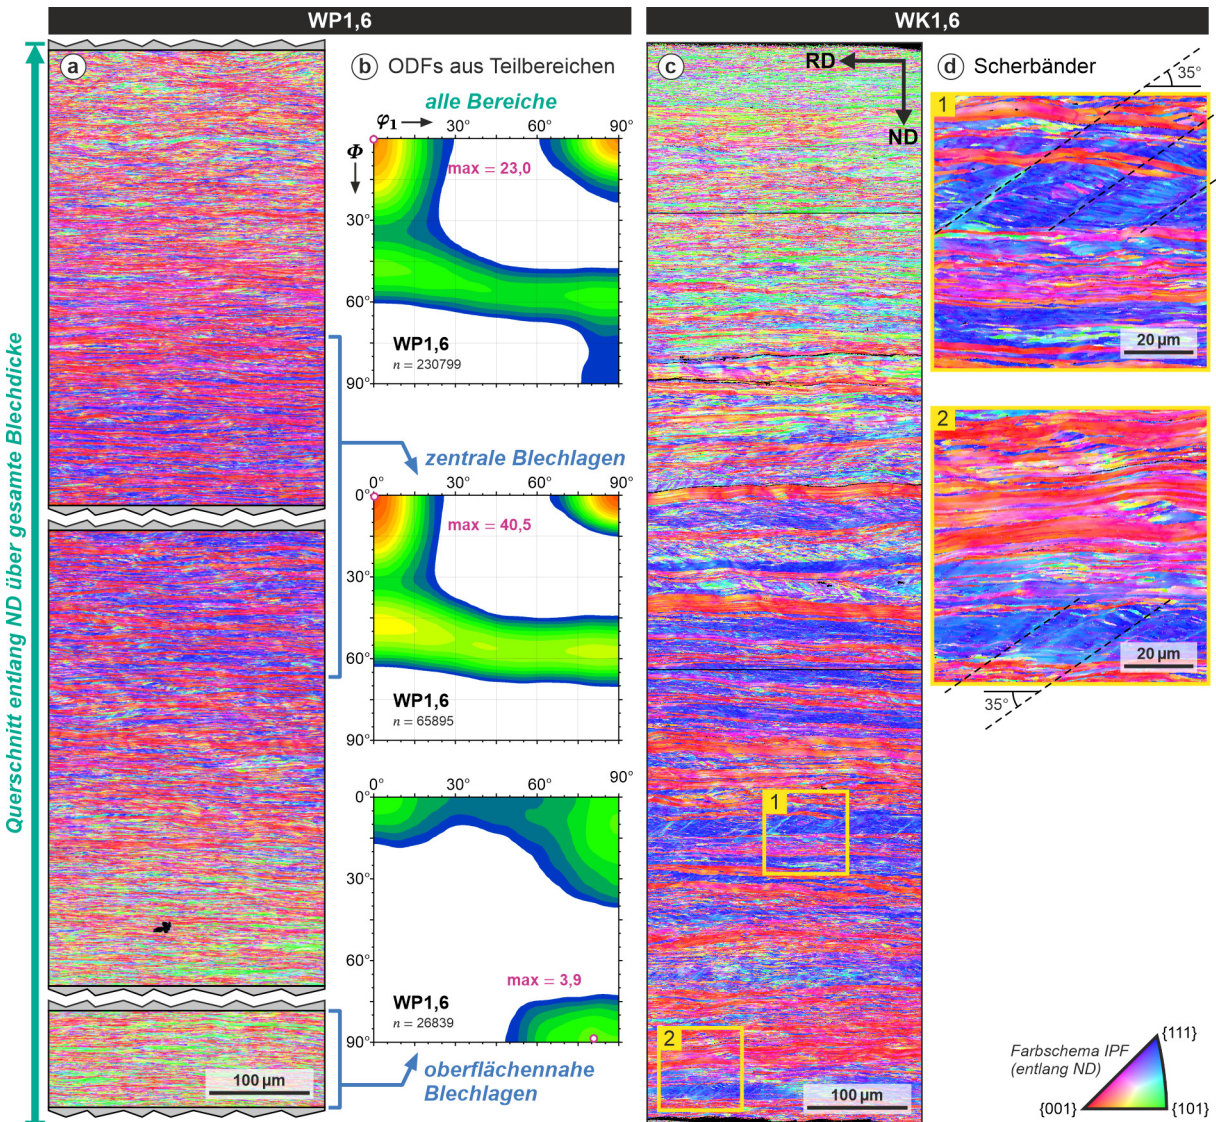 WP1,6
WK1,6
Querschnitt entlang ND über gesamte Blechdicke
a
b ODFs aus Teilbereichen
alle Bereiche
φ₁
30°
60°
90°
Φ
30°
60°
90°
max = 23,0
WP1,6
n = 230799
zentrale Blechlagen
0°
30°
60°
90°
0°
30°
60°
90°
max = 40,5
WP1,6
n = 65895
0°
30°
60°
90°
0°
30°
60°
90°
max = 3,9
WP1,6
n = 26839
oberflächennahe
Blechlagen
100 µm
c
RD
ND
1
2
100 µm
d Scherbänder
35°
1
20 µm
2
20 µm
35°
Farbschema IPF
(entlang ND)
{111}
{001}
{101}